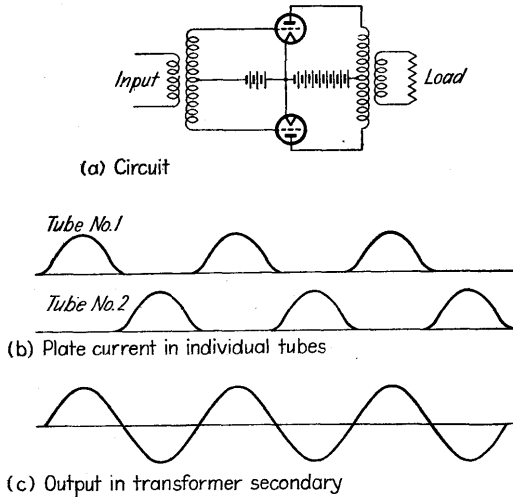 Input
Load
(a) Circuit
Tube No.1
Tube No.2
(b) Plate current in individual tubes
(c) Output in transformer secondary